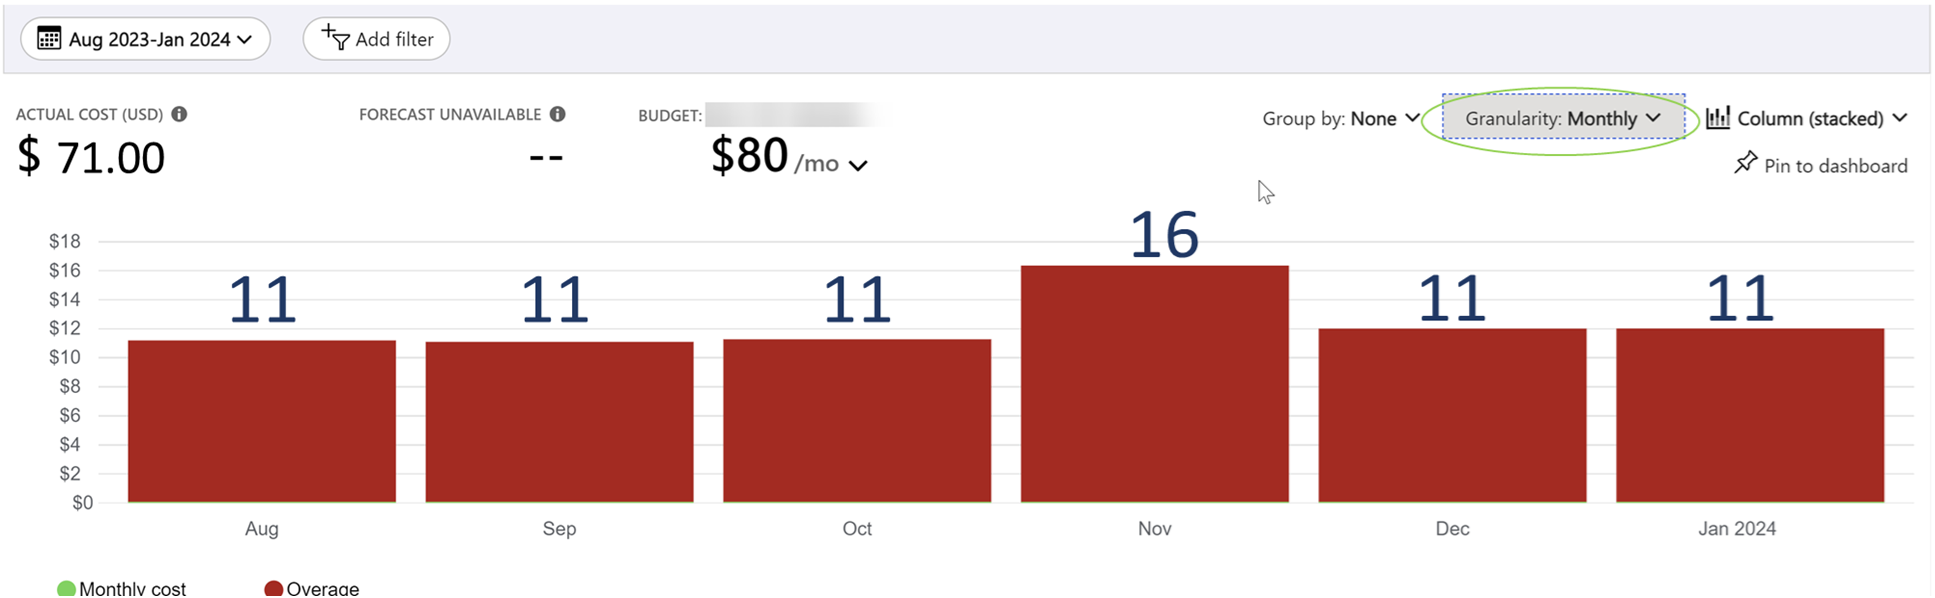 Aug 2023-Jan 2024 Add filter
ACTUAL COST (USD) FORECAST UNAVAILABLE BUDGET:
$ 71.00 -- $80 /mo
Group by: None Granularity: Monthly Column (stacked)
Pin to dashboard
$18
$16
$14
$12
$10
$8
$6
$4
$2
$0
11 11 11 16 11 11
Aug Sep Oct Nov Dec Jan 2024
Monthly cost Overage